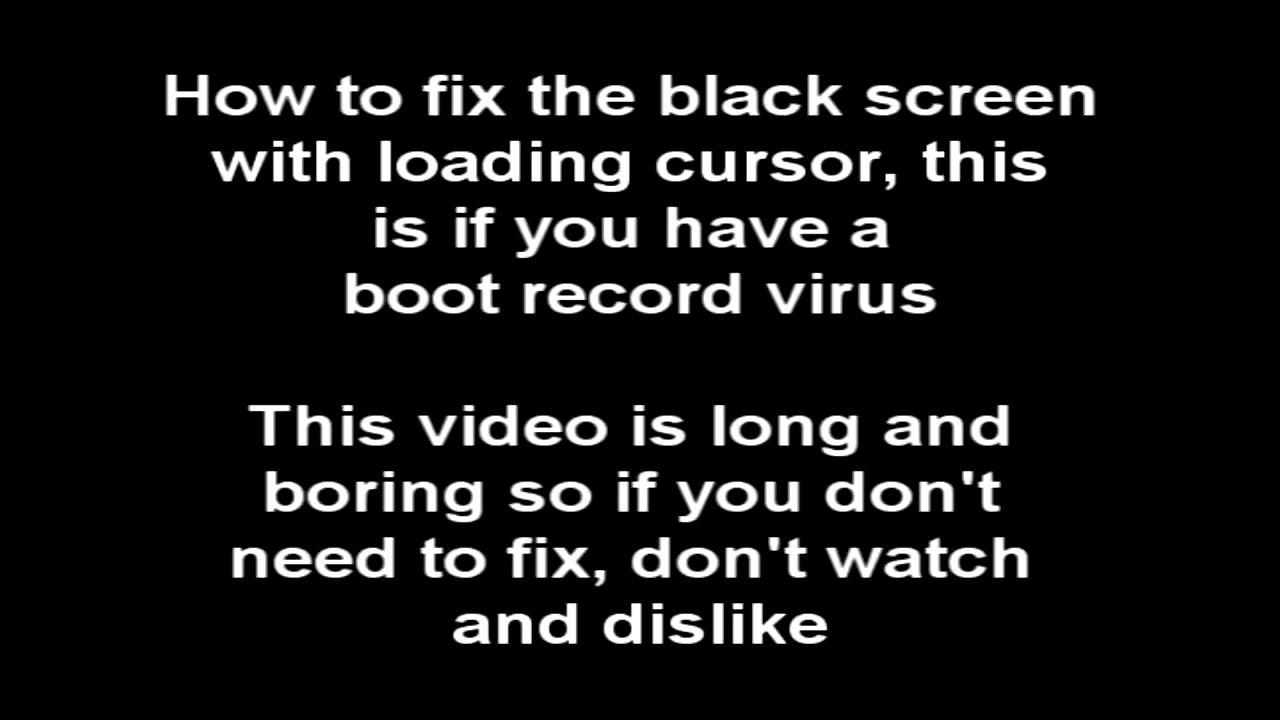 How to fix the black screen
with loading cursor, this
is if you have a
boot record virus
This video is long and
boring so if you don't
need to fix, don't watch
and dislike